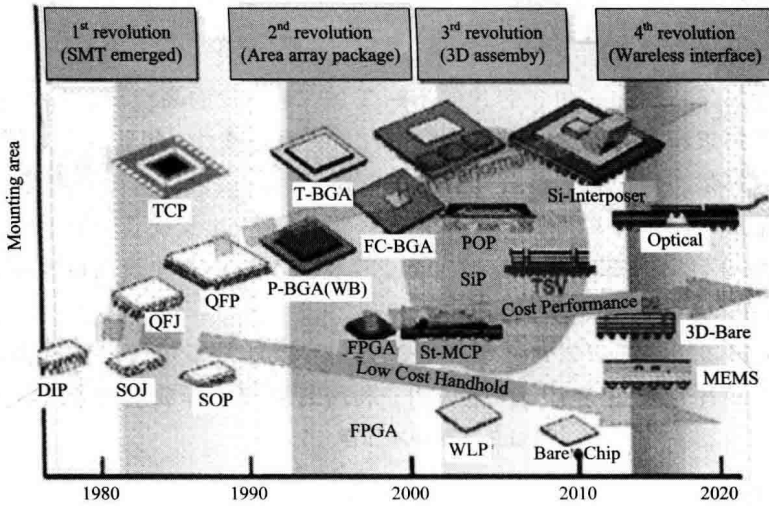 1st revolution
(SMT emerged)
2nd revolution
(Area array package)
3rd revolution
(3D assemby)
4th revolution
(Wareless interface)
Mounting area
TCP
T-BGA
Si-Interposer
FC-BGA
POP
Optical
QFP
P-BGA(WB)
SiP
TSV
QFJ
Cost Performance
FPGA
St-MCP
3D-Bare
DIP
SOJ
SOP
Low Cost Handhold
MEMS
FPGA
WLP
Bare Chip
1980
1990
2000
2010
2020